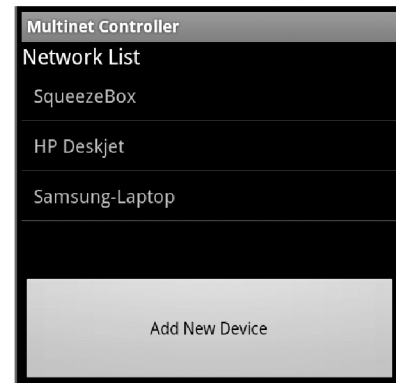 Multinet Controller
Network List
SqueezeBox
HP Deskjet
Samsung-Laptop
Add New Device